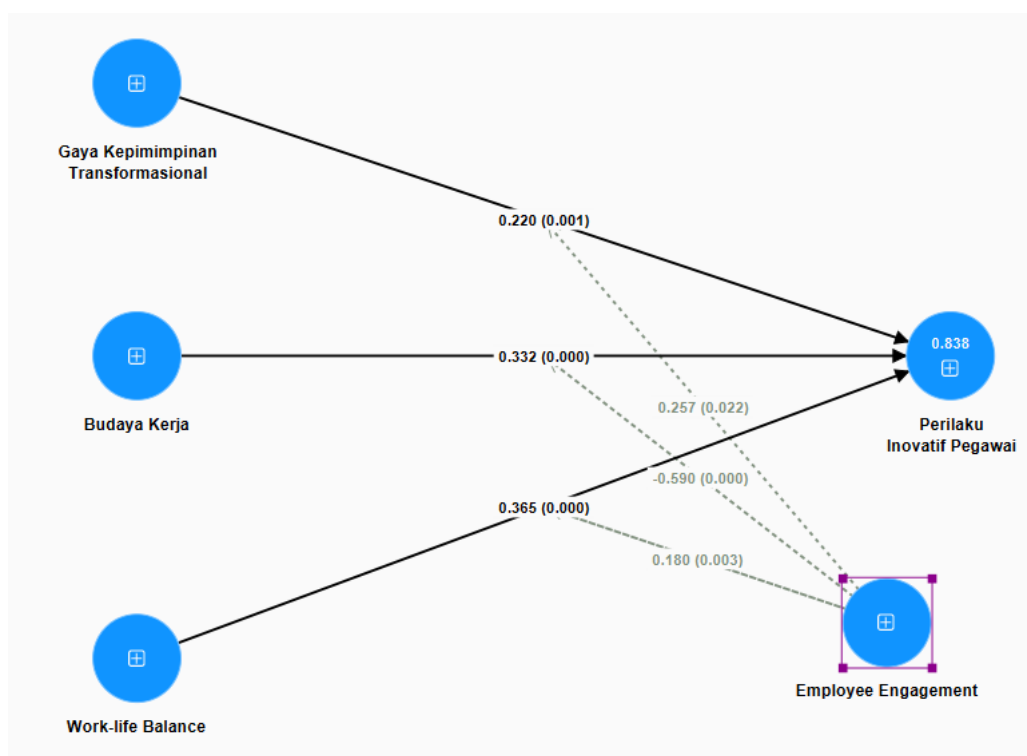 Gaya Kepimimpinan
Transformasional
0.220 (0.001)
0.838
0.332 (0.000)
Budaya Kerja
0.257 (0.022)
Perilaku
Inovatif Pegawai
-0.590 (0.000)
0.365 (0.000)
0.180 (0.003)
Employee Engagement
Work-life Balance